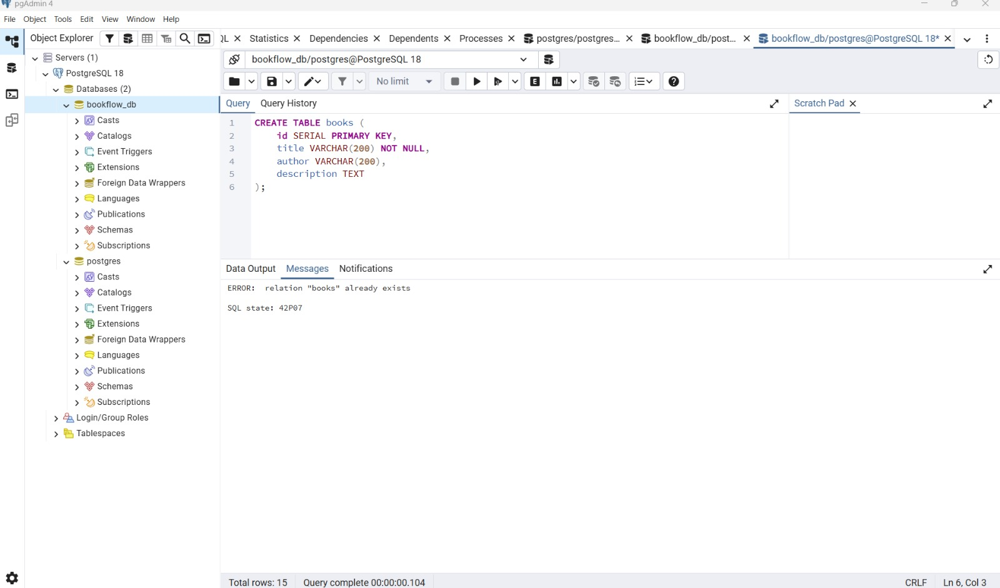 pgAdmin 4
File Object Tools Edit View Window Help
Object Explorer
QL Statistics Dependencies Dependents Processes postgres/postgres... bookflow_db/post... bookflow_db/postgres@PostgreSQL 18*
Servers (1)
PostgreSQL 18
Databases (2)
bookflow_db
Casts
Catalogs
Event Triggers
Extensions
Foreign Data Wrappers
Languages
Publications
Schemas
Subscriptions
postgres
Casts
Catalogs
Event Triggers
Extensions
Foreign Data Wrappers
Languages
Publications
Schemas
Subscriptions
Login/Group Roles
Tablespaces
bookflow_db/postgres@PostgreSQL 18
No limit
E
Query Query History
Scratch Pad
1 CREATE TABLE books (
2 id SERIAL PRIMARY KEY,
3 title VARCHAR(200) NOT NULL,
4 author VARCHAR(200),
5 description TEXT
6 );
Data Output Messages Notifications
ERROR: relation "books" already exists
SQL state: 42P07
Total rows: 15 Query complete 00:00:00.104 CRLF Ln 6, Col 3